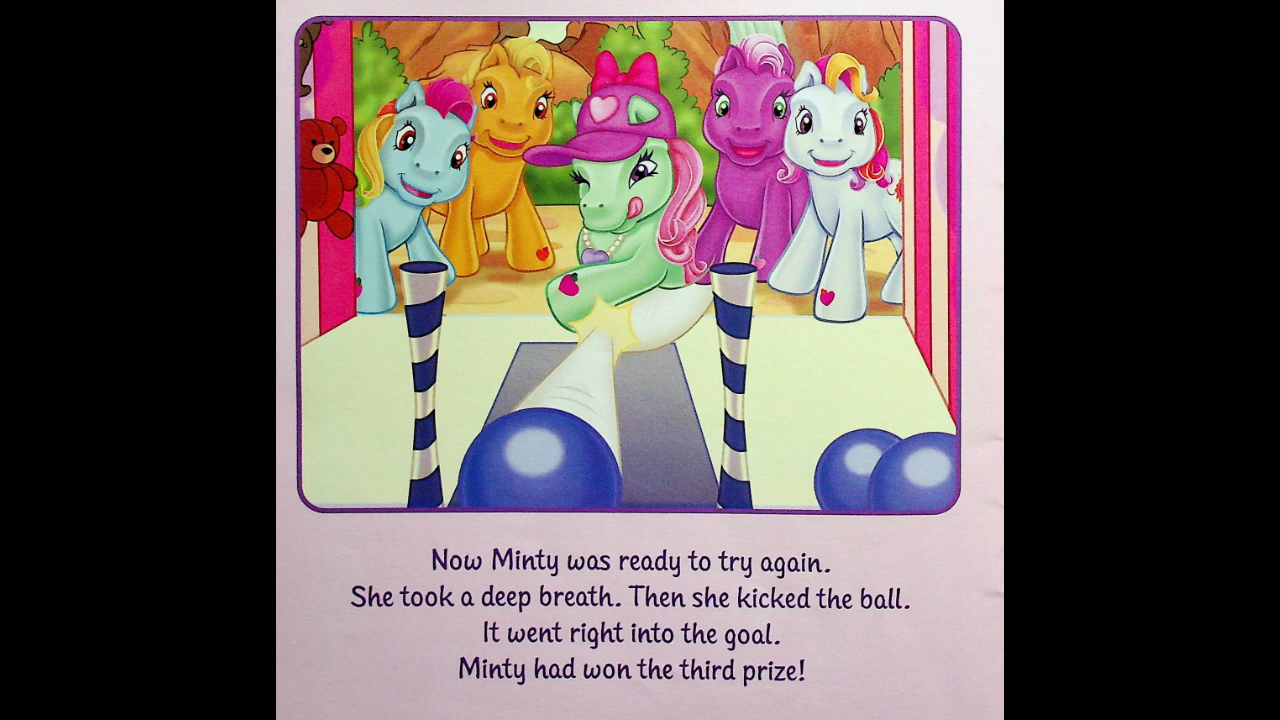 Now Minty was ready to try again.
She took a deep breath. Then she kicked the ball.
It went right into the goal.
Minty had won the third prize!